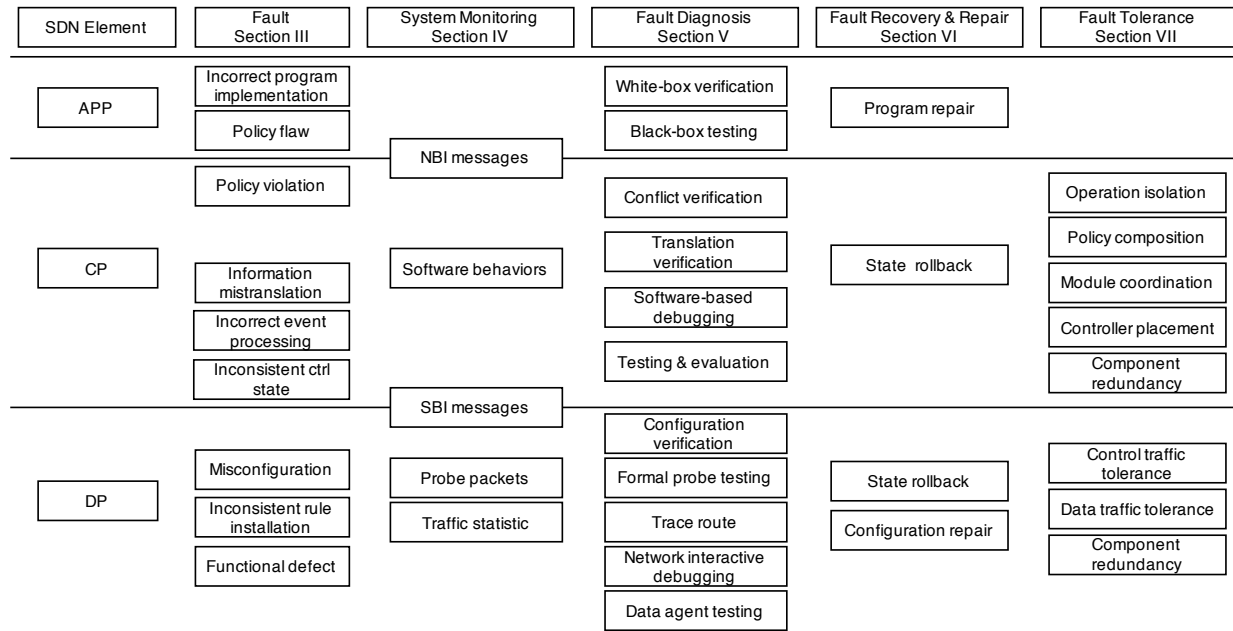 SDN Element
Fault
Section III
System Monitoring
Section IV
Fault Diagnosis
Section V
Fault Recovery & Repair
Section VI
Fault Tolerance
Section VII
APP
Incorrect program
implementation
Policy flaw
White-box verification
Black-box testing
Program repair
NBI messages
CP
Policy violation
Information
mistranslation
Incorrect event
processing
Inconsistent ctrl
state
Software behaviors
Conflict verification
Translation
verification
Software-based
debugging
Testing & evaluation
State rollback
Operation isolation
Policy composition
Module coordination
Controller placement
Component
redundancy
SBI messages
DP
Misconfiguration
Inconsistent rule
installation
Functional defect
Probe packets
Traffic statistic
Configuration
verification
Formal probe testing
Trace route
Network interactive
debugging
Data agent testing
State rollback
Configuration repair
Control traffic
tolerance
Data traffic tolerance
Component
redundancy